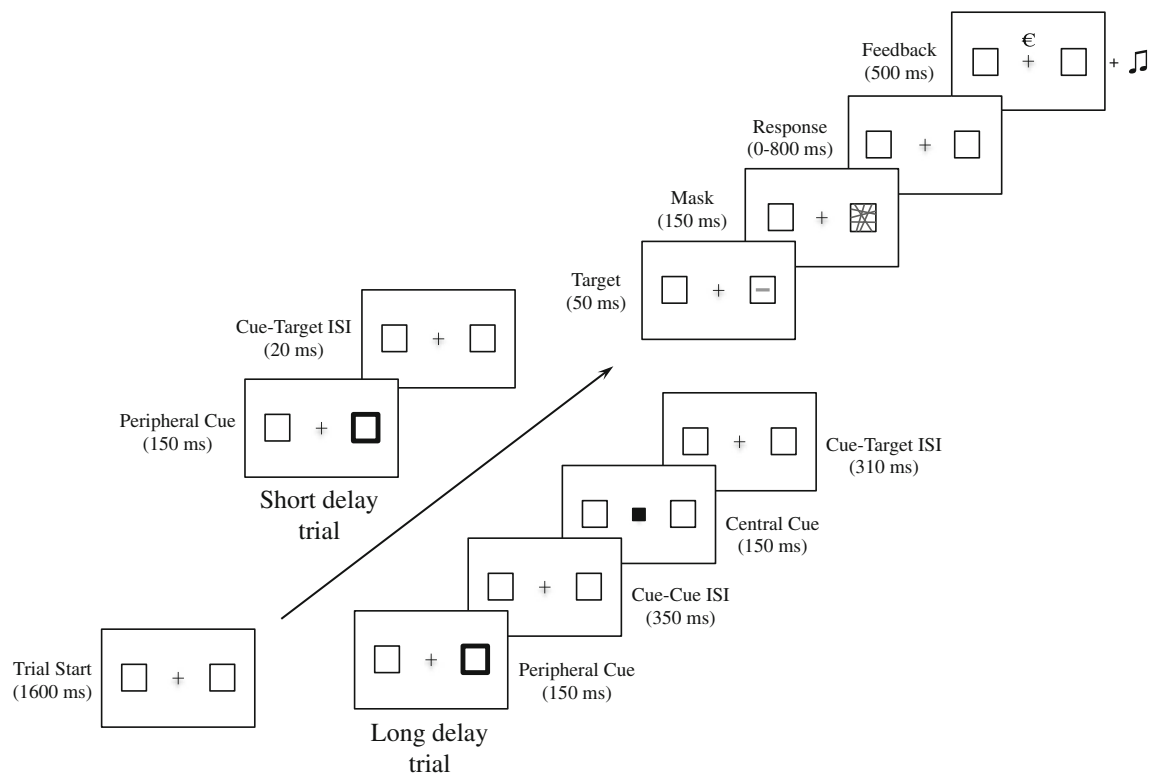 Feedback
(500 ms)
€
+
Response
(0-800 ms)
Mask
(150 ms)
Target
(50 ms)
Cue-Target ISI
(20 ms)
Peripheral Cue
(150 ms)
Short delay
trial
Cue-Target ISI
(310 ms)
Central Cue
(150 ms)
Cue-Cue ISI
(350 ms)
Trial Start
(1600 ms)
Peripheral Cue
(150 ms)
Long delay
trial